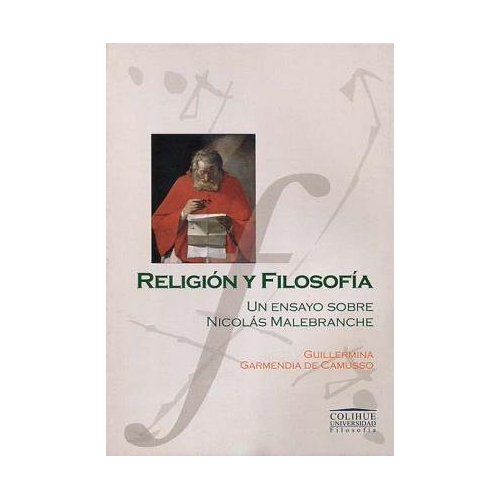 RELIGIÓN Y FILOSOFÍA
UN ENSAYO SOBRE
NICOLÁS MALEBRANCHE
GUILLERMINA
GARMENDIA DE CAMUSSO
COLIHUE
UNIVERSIDAD
Filosofía